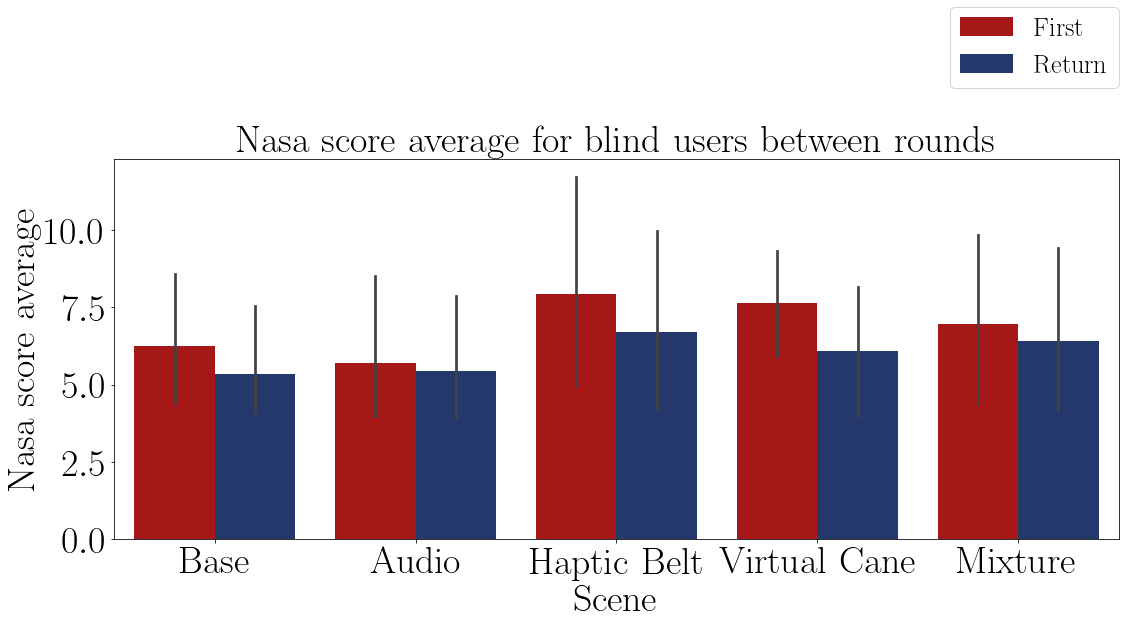 First
Return
Nasa score average for blind users between rounds
Nasa score average
10.0
7.5
5.0
2.5
0.0
Base Audio Haptic Belt Virtual Cane Mixture
Scene